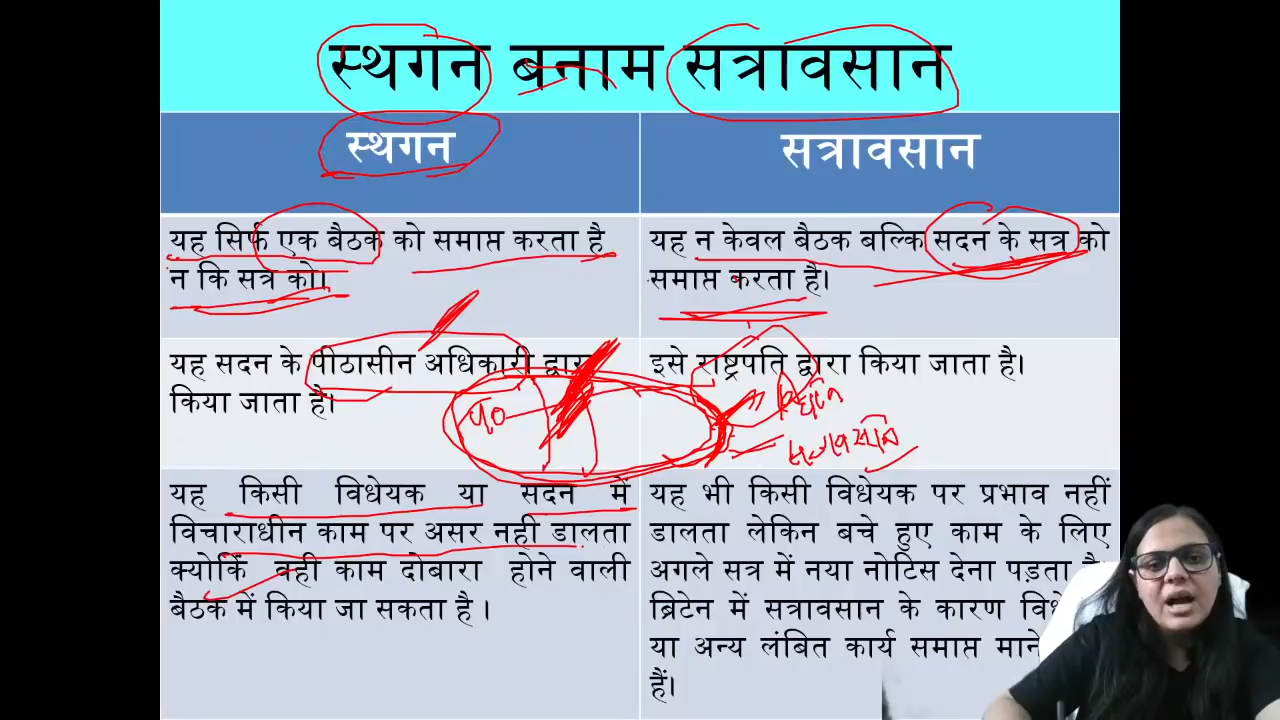 स्थगन बनाम सत्रावसान
स्थगन
सत्रावसान
यह सिर्फ एक बैठक को समाप्त करता है
न कि सत्र को।
यह न केवल बैठक बल्कि सदन के सत्र को
समाप्त करता है।
यह सदन के पीठासीन अधिकारी द्वारा
किया जाता है।
इसे राष्ट्रपति द्वारा किया जाता है।
यह किसी विधेयक या सदन में
विचाराधीन काम पर असर नही डालता
क्योकि वही काम दोबारा होने वाली
बैठक में किया जा सकता है ।
यह भी किसी विधेयक पर प्रभाव नहीं
डालता लेकिन बचे हुए काम के लिए
अगले सत्र में नया नोटिस देना पड़ता
ब्रिटेन में सत्रावसान के कारण
या अन्य लंबित कार्य समाप्त
हैं।